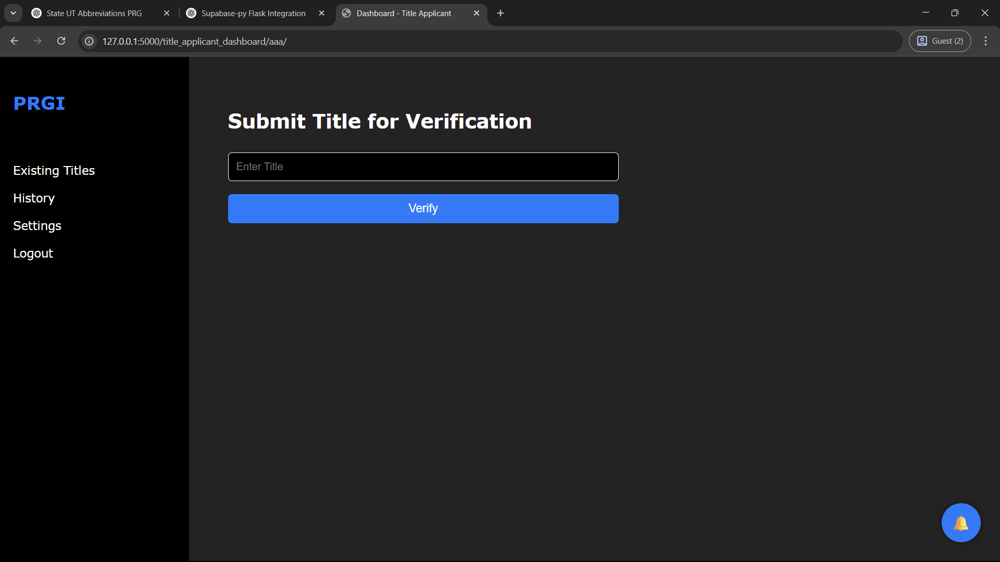 State UT Abbreviations PRG
Supabase-py Flask Integration
Dashboard - Title Applicant
127.0.0.1:5000/title_applicant_dashboard/aaa/
Guest (2)
PRGI
Existing Titles
History
Settings
Logout
Submit Title for Verification
Enter Title
Verify